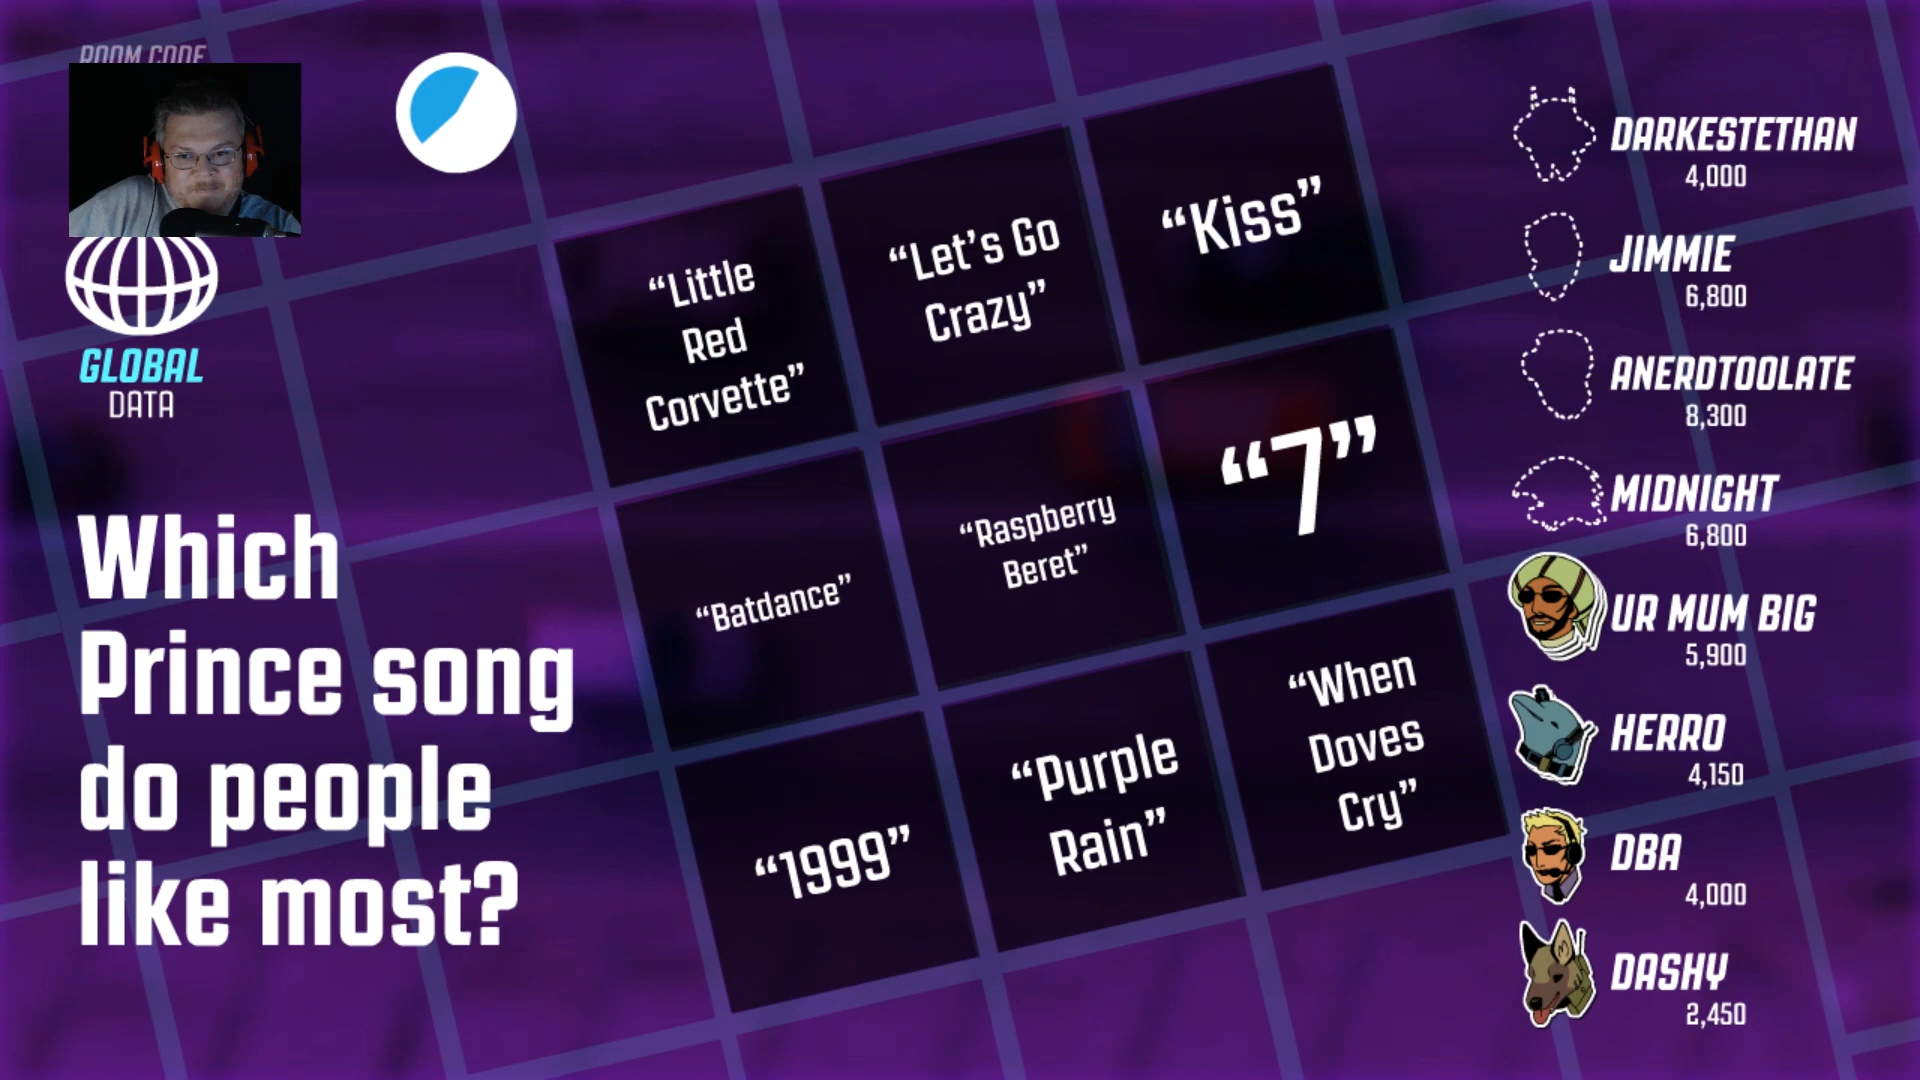 ROOM CODE
GLOBAL
DATA
Which
Prince song
do people
like most?
“Little
Red
Corvette”
“Let’s Go
Crazy”
“Kiss”
“Batdance”
“Raspberry
Beret”
“7”
“1999”
“Purple
Rain”
“When
Doves
Cry”
DARKESTETHAN
4,000
JIMMIE
6,800
ANERDTOOLATE
8,300
MIDNIGHT
6,800
UR MUM BIG
5,900
HERRO
4,150
DBA
4,000
DASHY
2,450